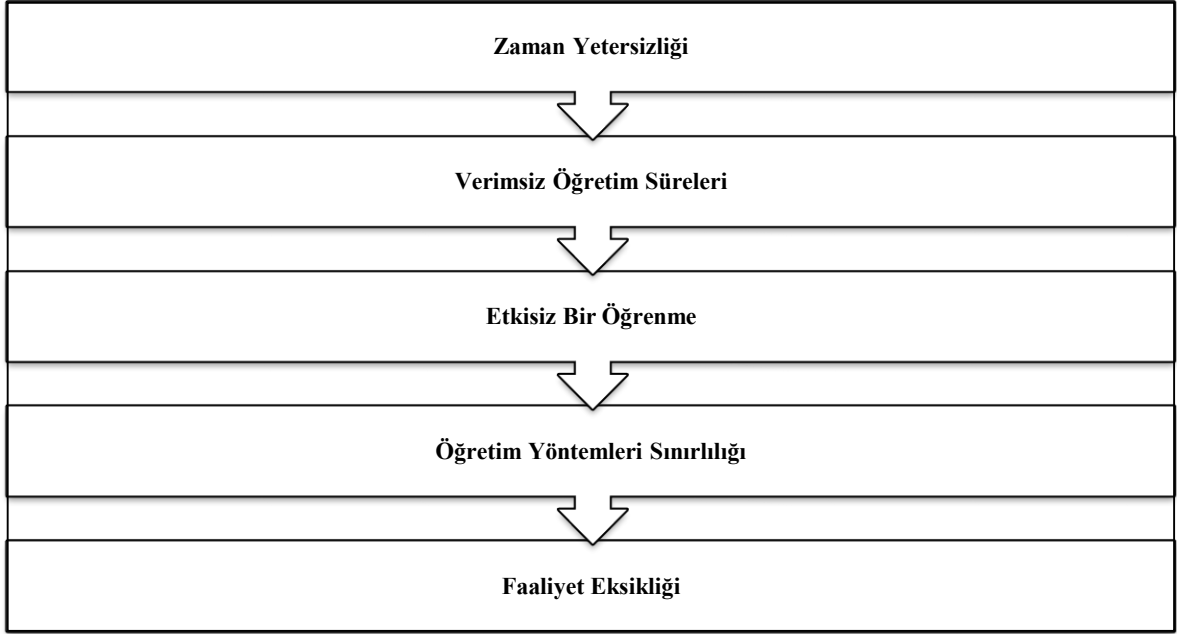 Zaman Yetersizliği
Verimsiz Öğretim Süreleri
Etkisiz Bir Öğrenme
Öğretim Yöntemleri Sınırlılığı
Faaliyet Eksikliği